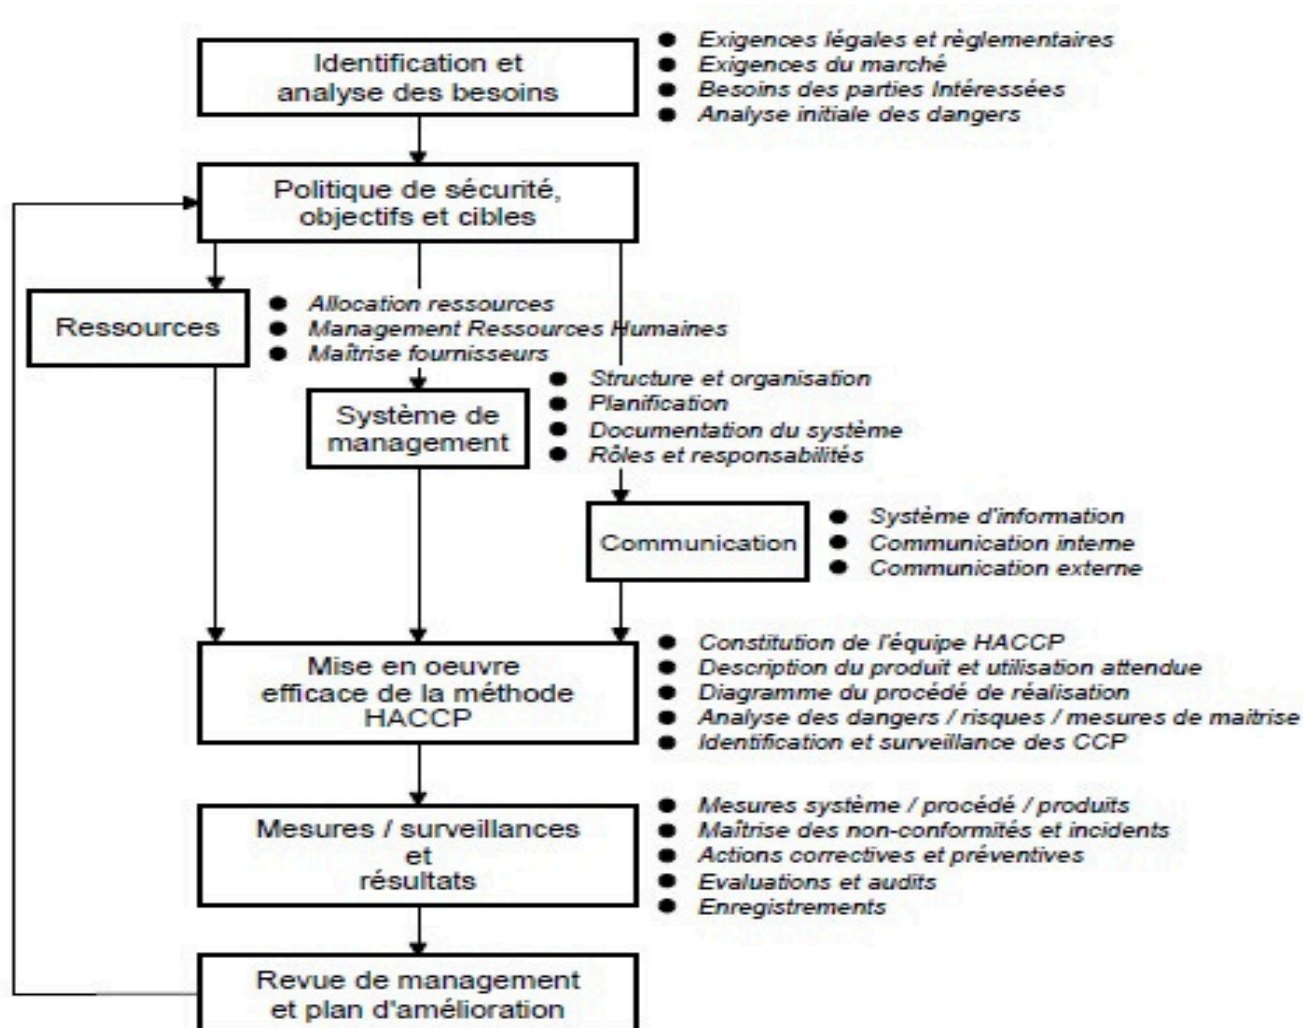 Identification et
analyse des besoins
● Exigences légales et règlementaires
● Exigences du marché
● Besoins des parties Intéressées
● Analyse initiale des dangers
Politique de sécurité,
objectifs et cibles
Ressources
● Allocation ressources
● Management Ressources Humaines
● Maîtrise fournisseurs
Système de
management
● Structure et organisation
● Planification
● Documentation du système
● Rôles et responsabilités
Communication
● Système d'information
● Communication interne
● Communication externe
Mise en oeuvre
efficace de la méthode
HACCP
● Constitution de l'équipe HACCP
● Description du produit et utilisation attendue
● Diagramme du procédé de réalisation
● Analyse des dangers / risques / mesures de maîtrise
● Identification et surveillance des CCP
Mesures / surveillances
et
résultats
● Mesures système / procédé / produits
● Maîtrise des non-conformités et incidents
● Actions correctives et préventives
● Evaluations et audits
● Enregistrements
Revue de management
et plan d'amélioration